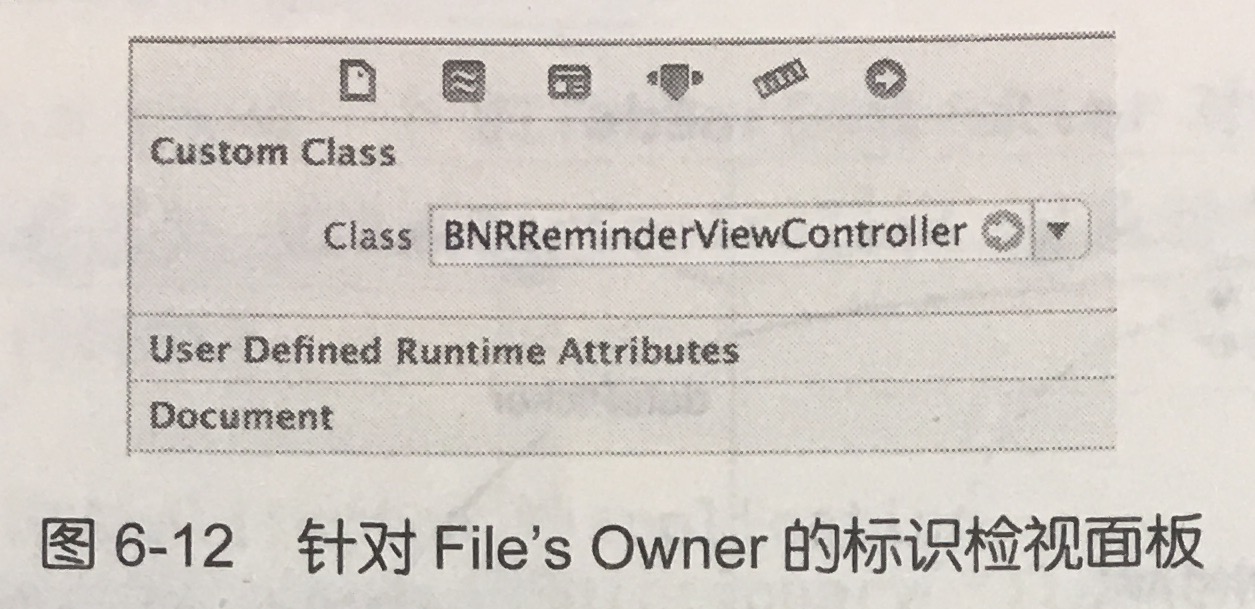 Custom Class
Class BNRReminderViewController
User Defined Runtime Attributes
Document
图 6-12 针对 File's Owner 的标识检视面板